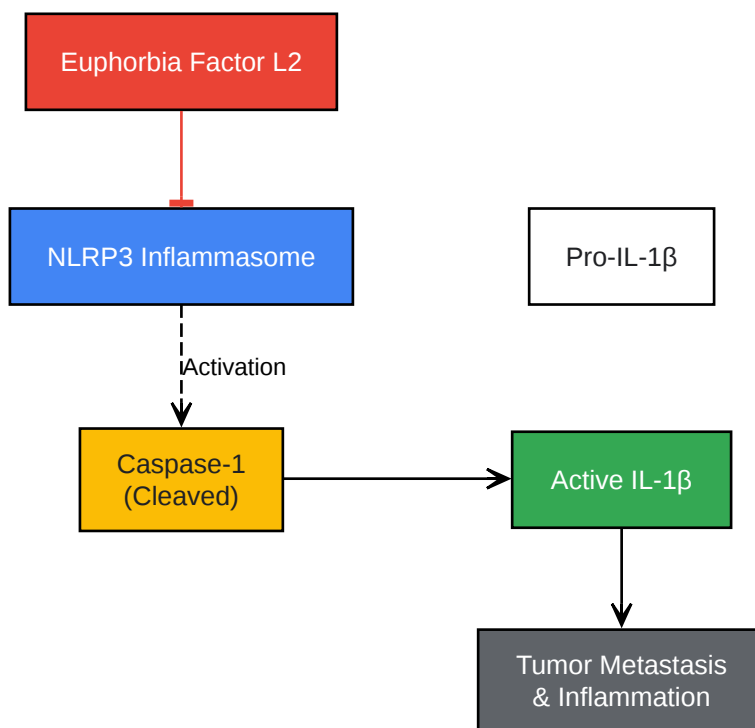 Euphorbia Factor L2
NLRP3 Inflammasome
Pro-IL-1β
Activation
Caspase-1
(Cleaved)
Active IL-1β
Tumor Metastasis
& Inflammation